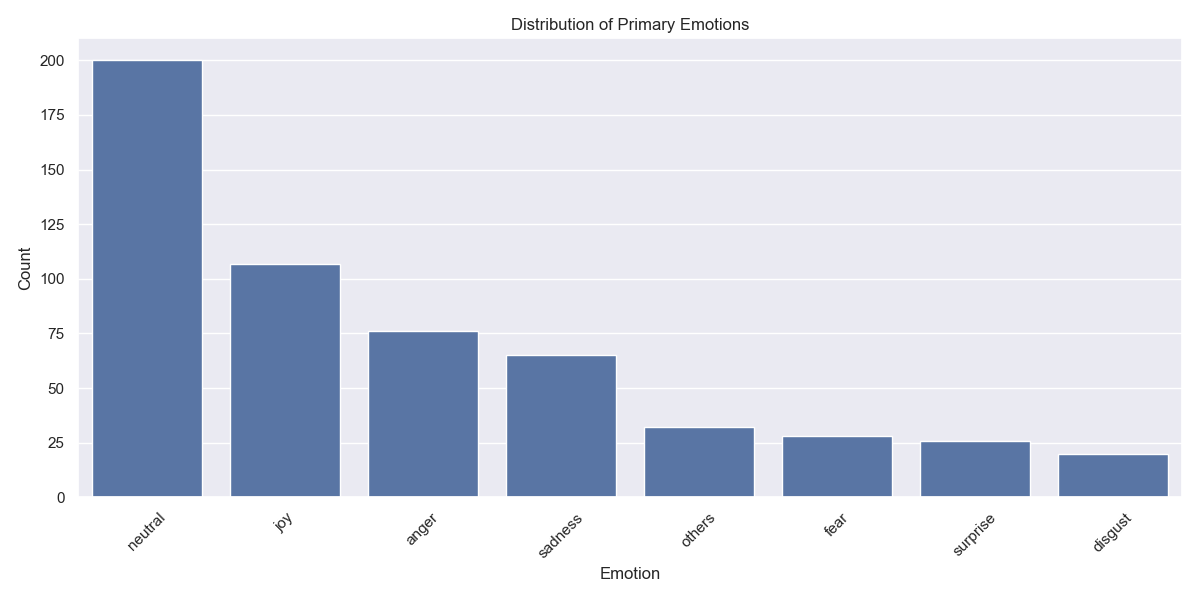 Distribution of Primary Emotions
200
175
150
125
100
75
50
25
0
Count
neutral
joy
anger
sadness
others
fear
surprise
disgust
Emotion